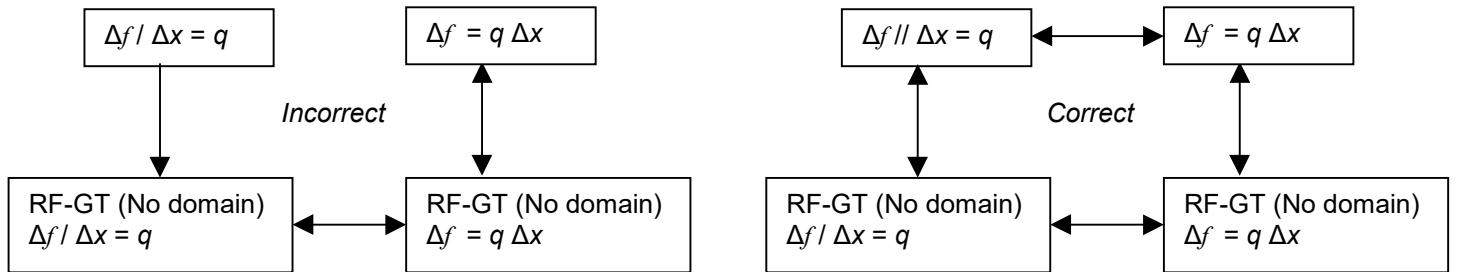 Δf / Δx = q
Δf = q Δx
Incorrect
RF-GT (No domain)
Δf / Δx = q
RF-GT (No domain)
Δf = q Δx
Δf // Δx = q
Δf = q Δx
Correct
RF-GT (No domain)
Δf / Δx = q
RF-GT (No domain)
Δf = q Δx